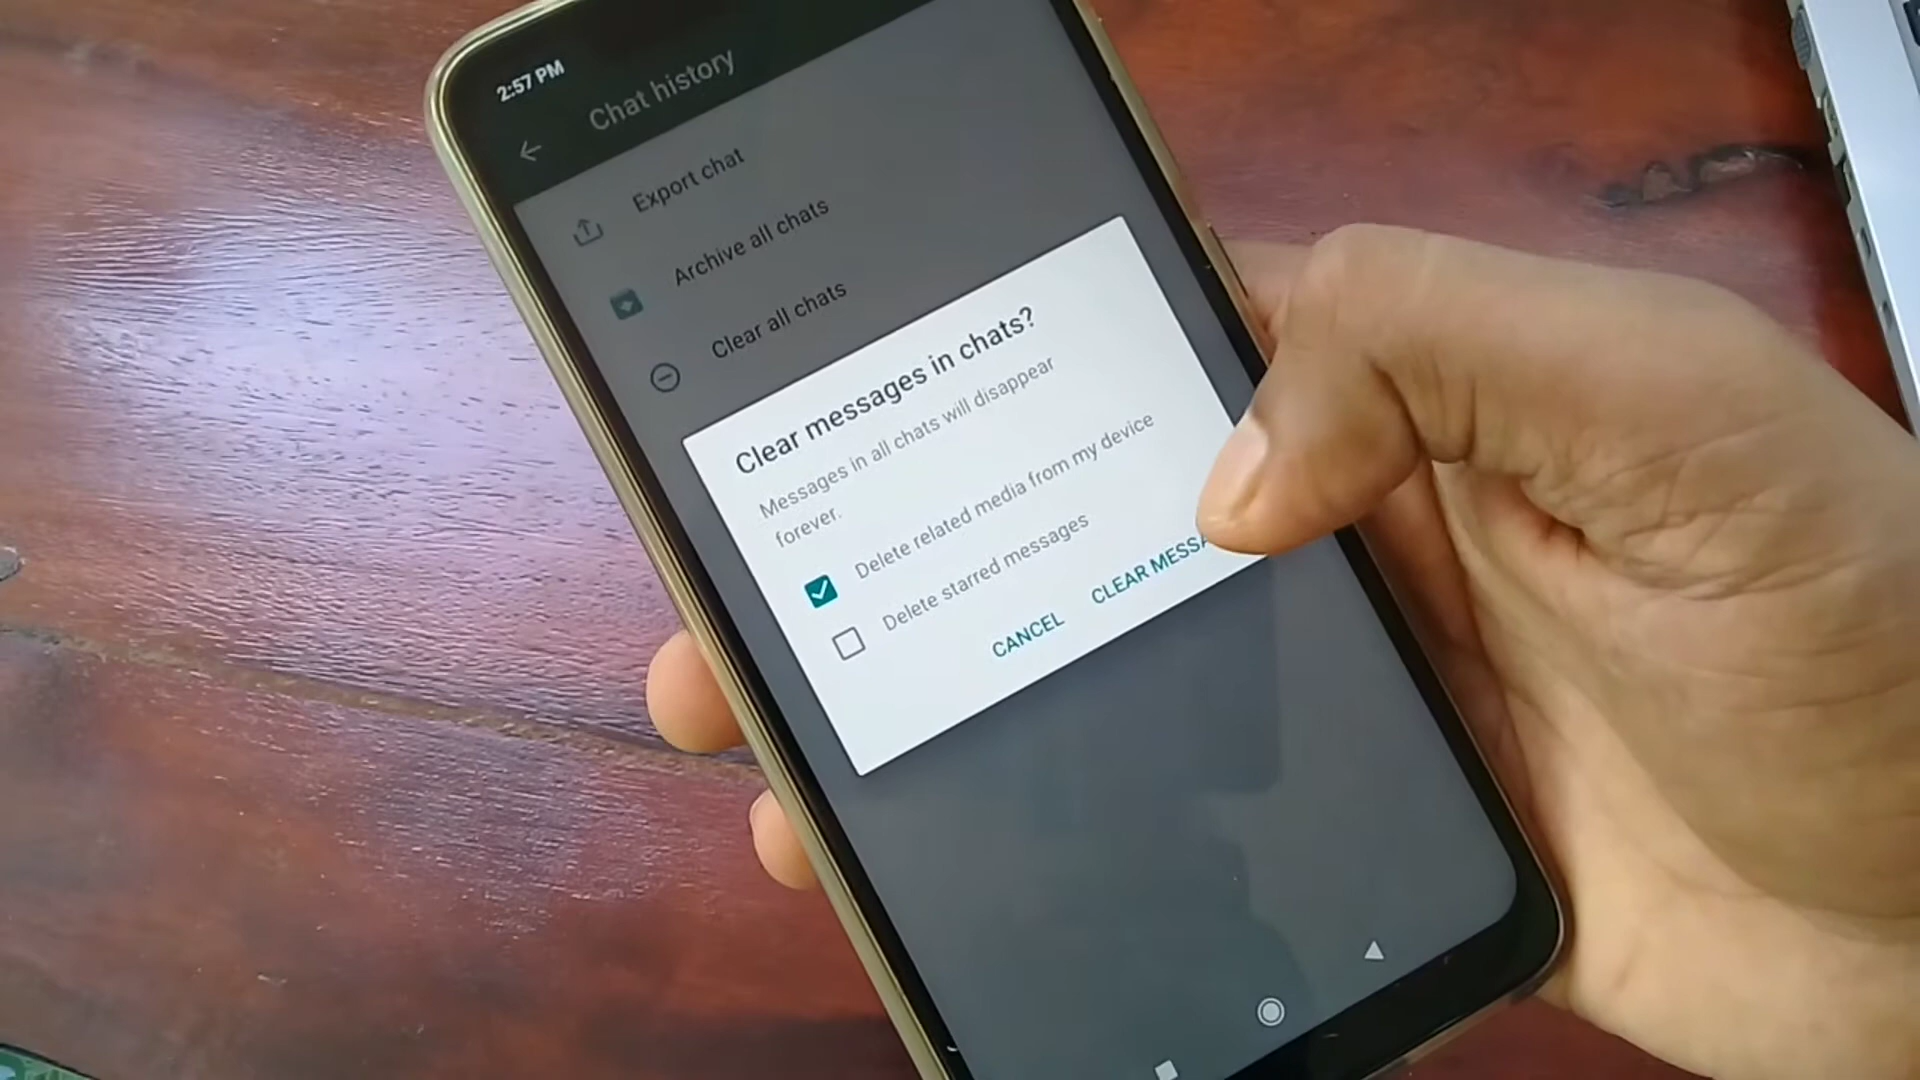 2:57 PM
Chat history
Export chat
Archive all chats
Clear all chats
Clear messages in chats?
Messages in all chats will disappear
forever.
Delete related media from my device
Delete starred messages
CANCEL
CLEAR